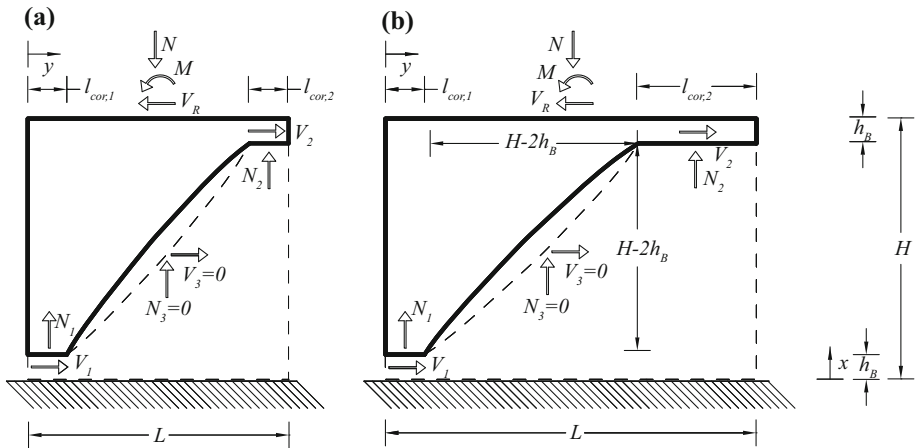 (a)
N
M
V_R
y
l_{cor,1}
l_{cor,2}
V_2
N_2
V_3=0
N_3=0
N_1
V_1
L
(b)
N
M
V_R
y
l_{cor,1}
l_{cor,2}
h_B
H-2h_B
V_2
N_2
H-2h_B
V_3=0
N_3=0
N_1
V_1
H
x
h_B
L